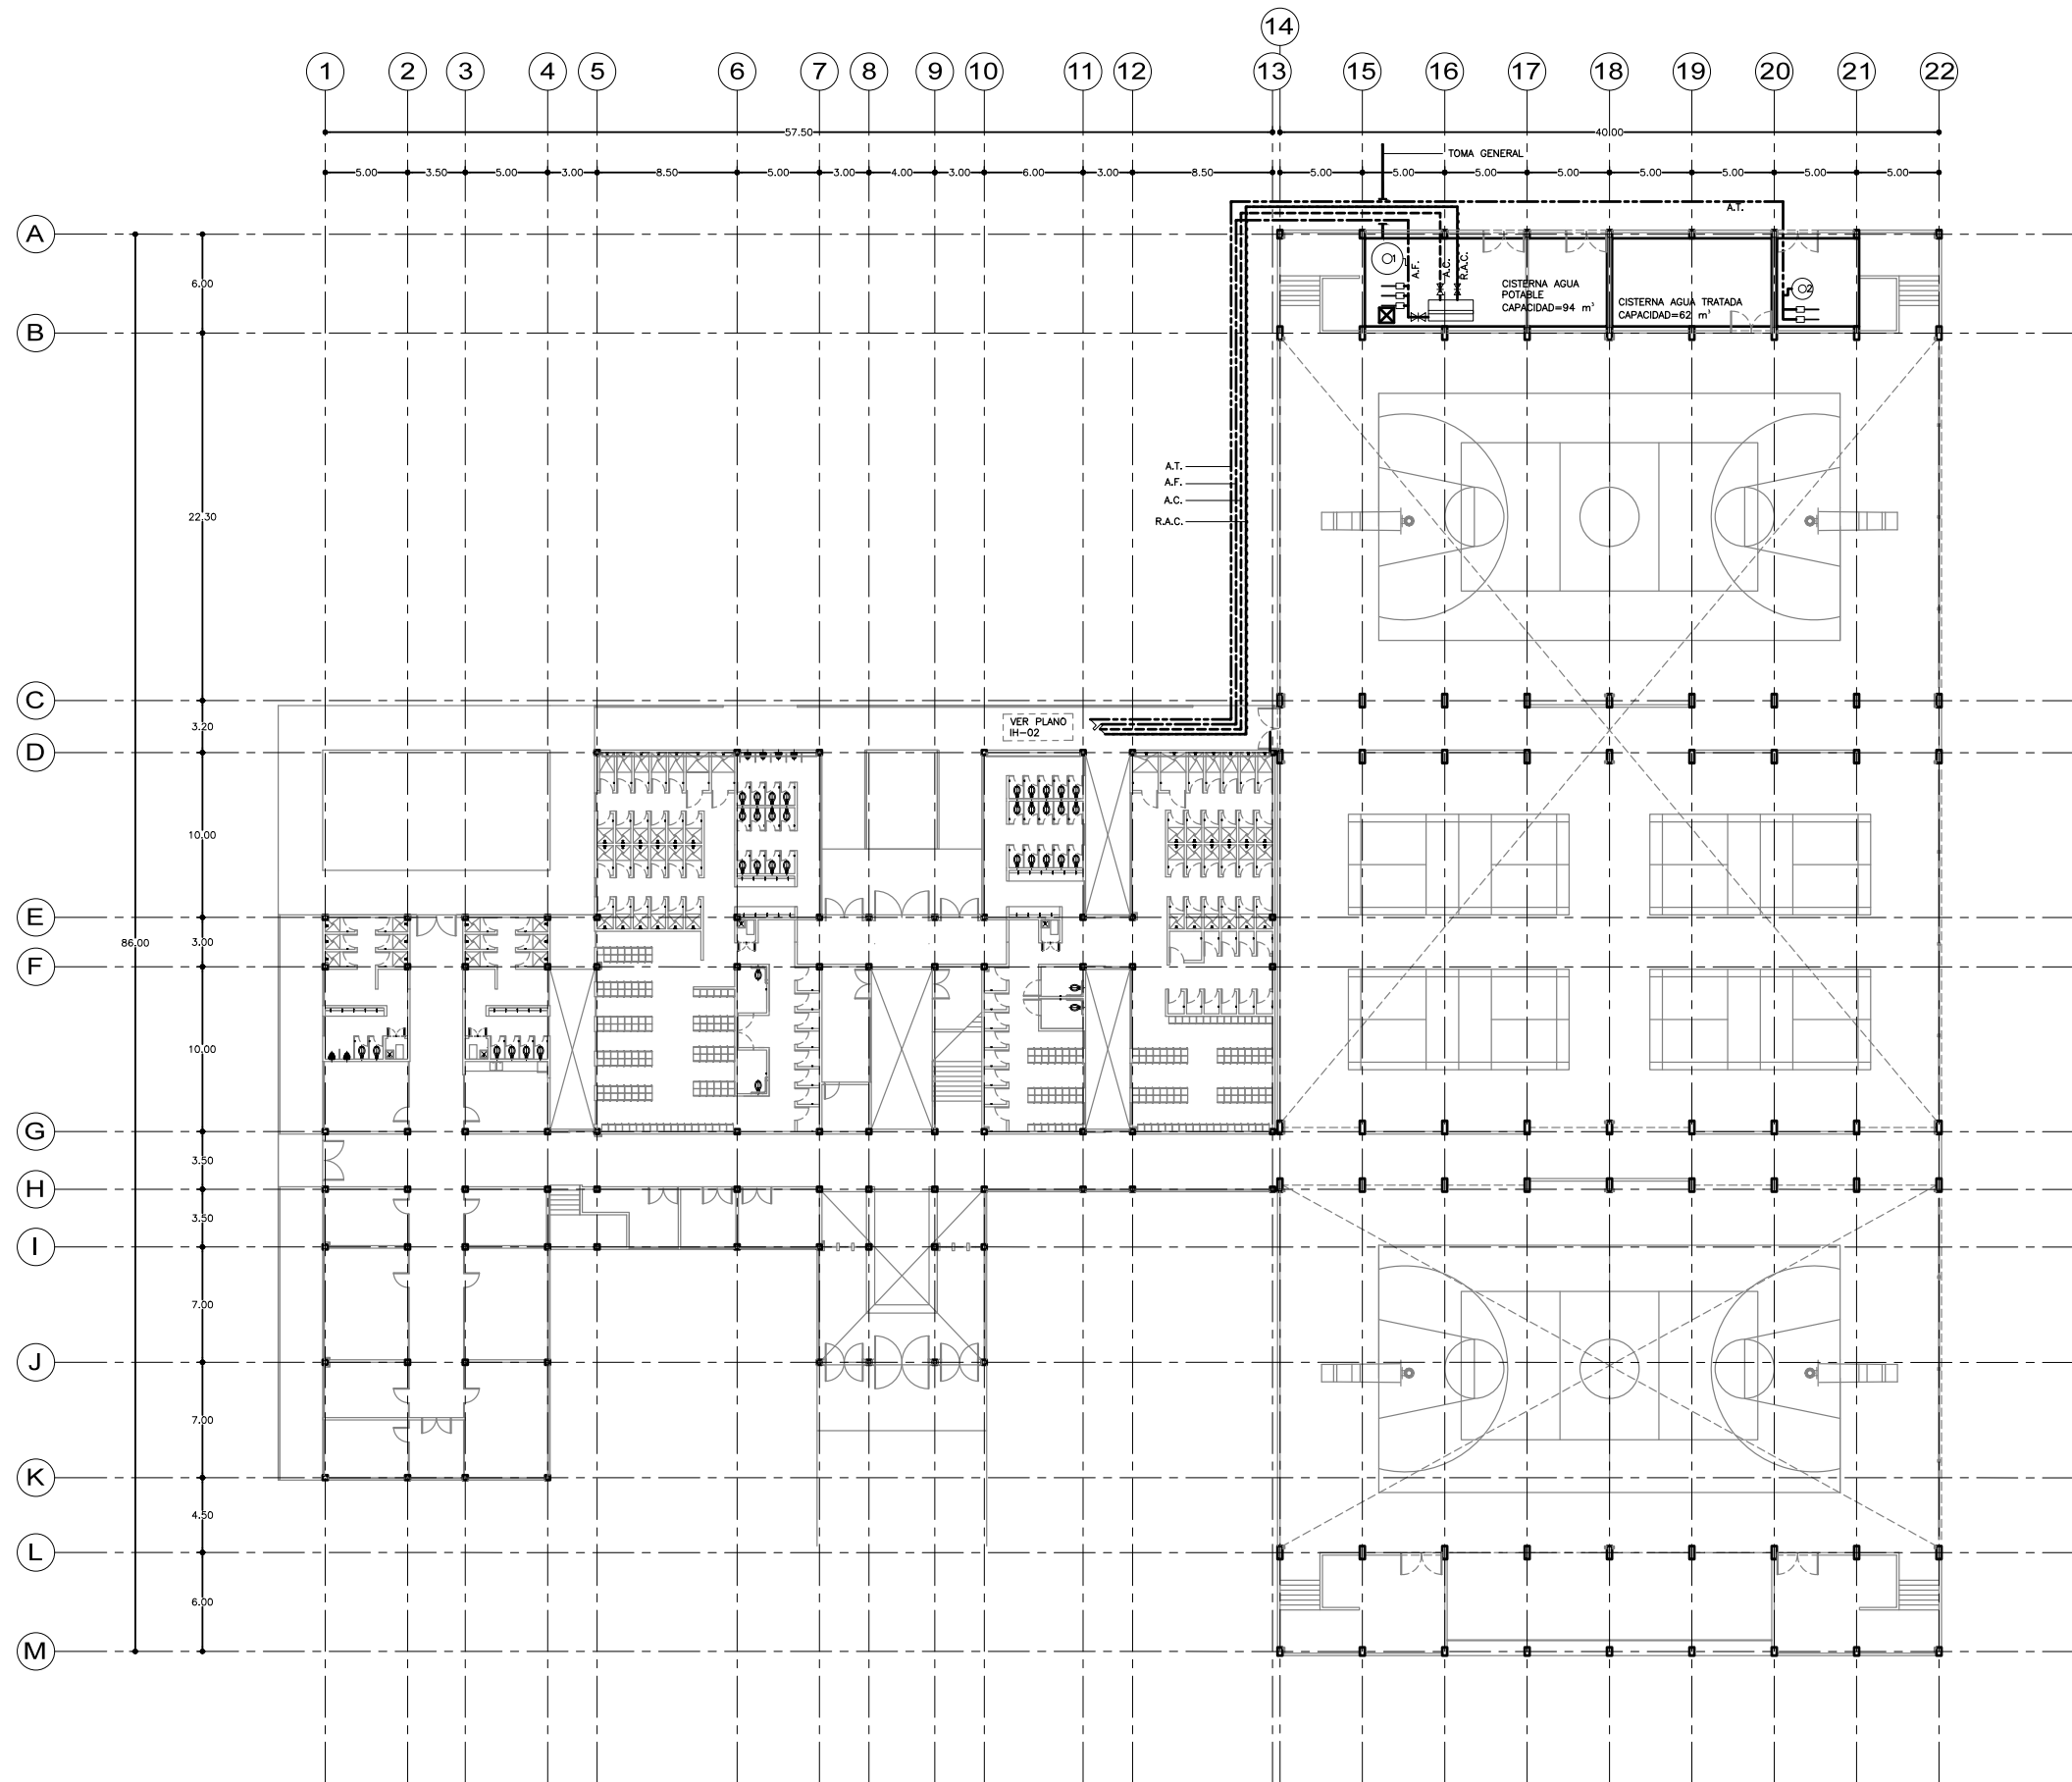 14
1 2 3 4 5 6 7 8 9 10 11 12 13 15 16 17 18 19 20 21 22
57.50 40.00
TOMA GENERAL
5.00 3.50 5.00 3.00 8.50 5.00 3.00 4.00 3.00 6.00 3.00 8.50 5.00 5.00 5.00 5.00 5.00 5.00 5.00 5.00
A.T.
A
O1
A.F.
A.C.
R.A.C.
6.00
CISTERNA AGUA
POTABLE
CAPACIDAD=94 m³
CISTERNA AGUA TRATADA
CAPACIDAD=62 m³
O2
B
A.T.
A.F.
A.C.
R.A.C.
22.30
C
3.20
VER PLANO
IH-02
D
10.00
E
86.00
3.00
F
10.00
G
3.50
H
3.50
I
7.00
J
7.00
K
4.50
L
6.00
M